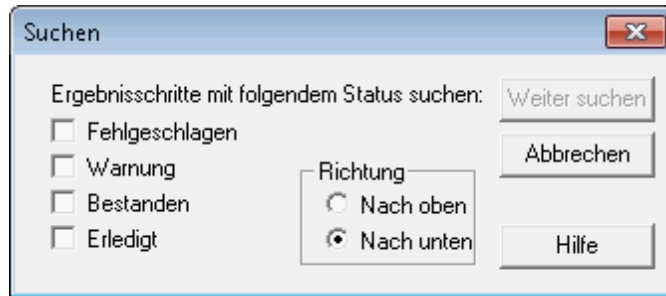 Suchen
Ergebnisschritte mit folgendem Status suchen:
Weiter suchen
Fehlgeschlagen
Warnung
Bestanden
Erledigt
Richtung
Nach oben
Nach unten
Abbrechen
Hilfe